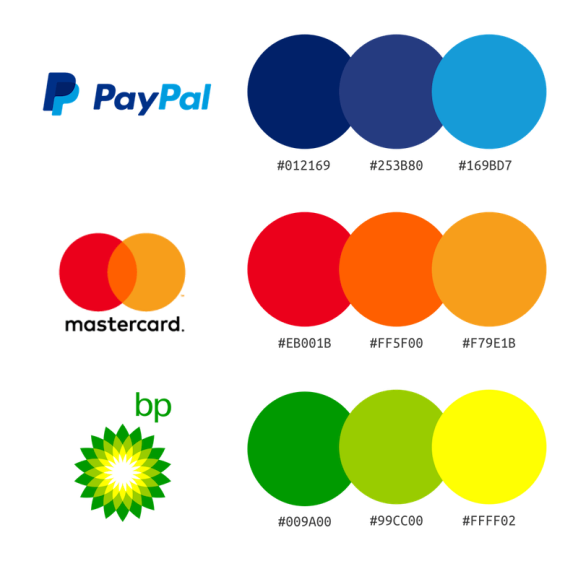 PayPal
#012169 #253B80 #169BD7
mastercard.
#EB001B #FF5F00 #F79E1B
bp
#009A00 #99CC00 #FFFF02